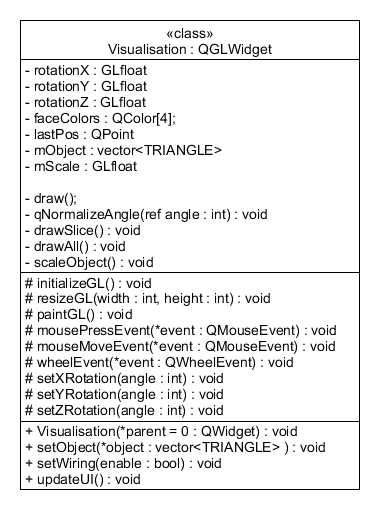 «class»
Visualisation : QGLWidget
- rotationX : GLfloat
- rotationY : GLfloat
- rotationZ : GLfloat
- faceColors : QColor[4];
- lastPos : QPoint
- mObject : vector<TRIANGLE>
- mScale : GLfloat
- draw();
- qNormalizeAngle(ref angle : int) : void
- drawSlice() : void
- drawAll() : void
- scaleObject() : void
# initializeGL() : void
# resizeGL(width : int, height : int) : void
# paintGL() : void
# mousePressEvent(*event : QMouseEvent) : void
# mouseMoveEvent(*event : QMouseEvent) : void
# wheelEvent(*event : QWheelEvent) : void
# setXRotation(angle : int) : void
# setYRotation(angle : int) : void
# setZRotation(angle : int) : void
+ Visualisation(*parent = 0 : QWidget) : void
+ setObject(*object : vector<TRIANGLE> ) : void
+ setWiring(enable : bool) : void
+ updateUI() : void